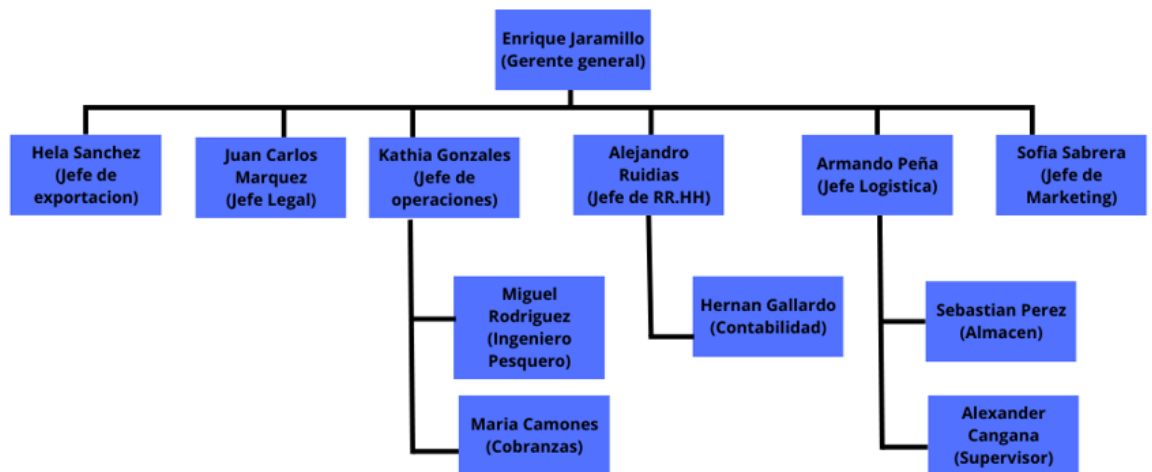 Enrique Jaramillo
(Gerente general)
Hela Sanchez
(Jefe de
exportacion)
Juan Carlos
Marquez
(Jefe Legal)
Kathia Gonzales
(Jefe de
operaciones)
Alejandro
Ruidias
(Jefe de RR.HH)
Armando Peña
(Jefe Logistica)
Sofia Sabrera
(Jefe de
Marketing)
Miguel
Rodriguez
(Ingeniero
Pesquero)
Maria Camones
(Cobranzas)
Hernan Gallardo
(Contabilidad)
Sebastian Perez
(Almacen)
Alexander
Cangana
(Supervisor)